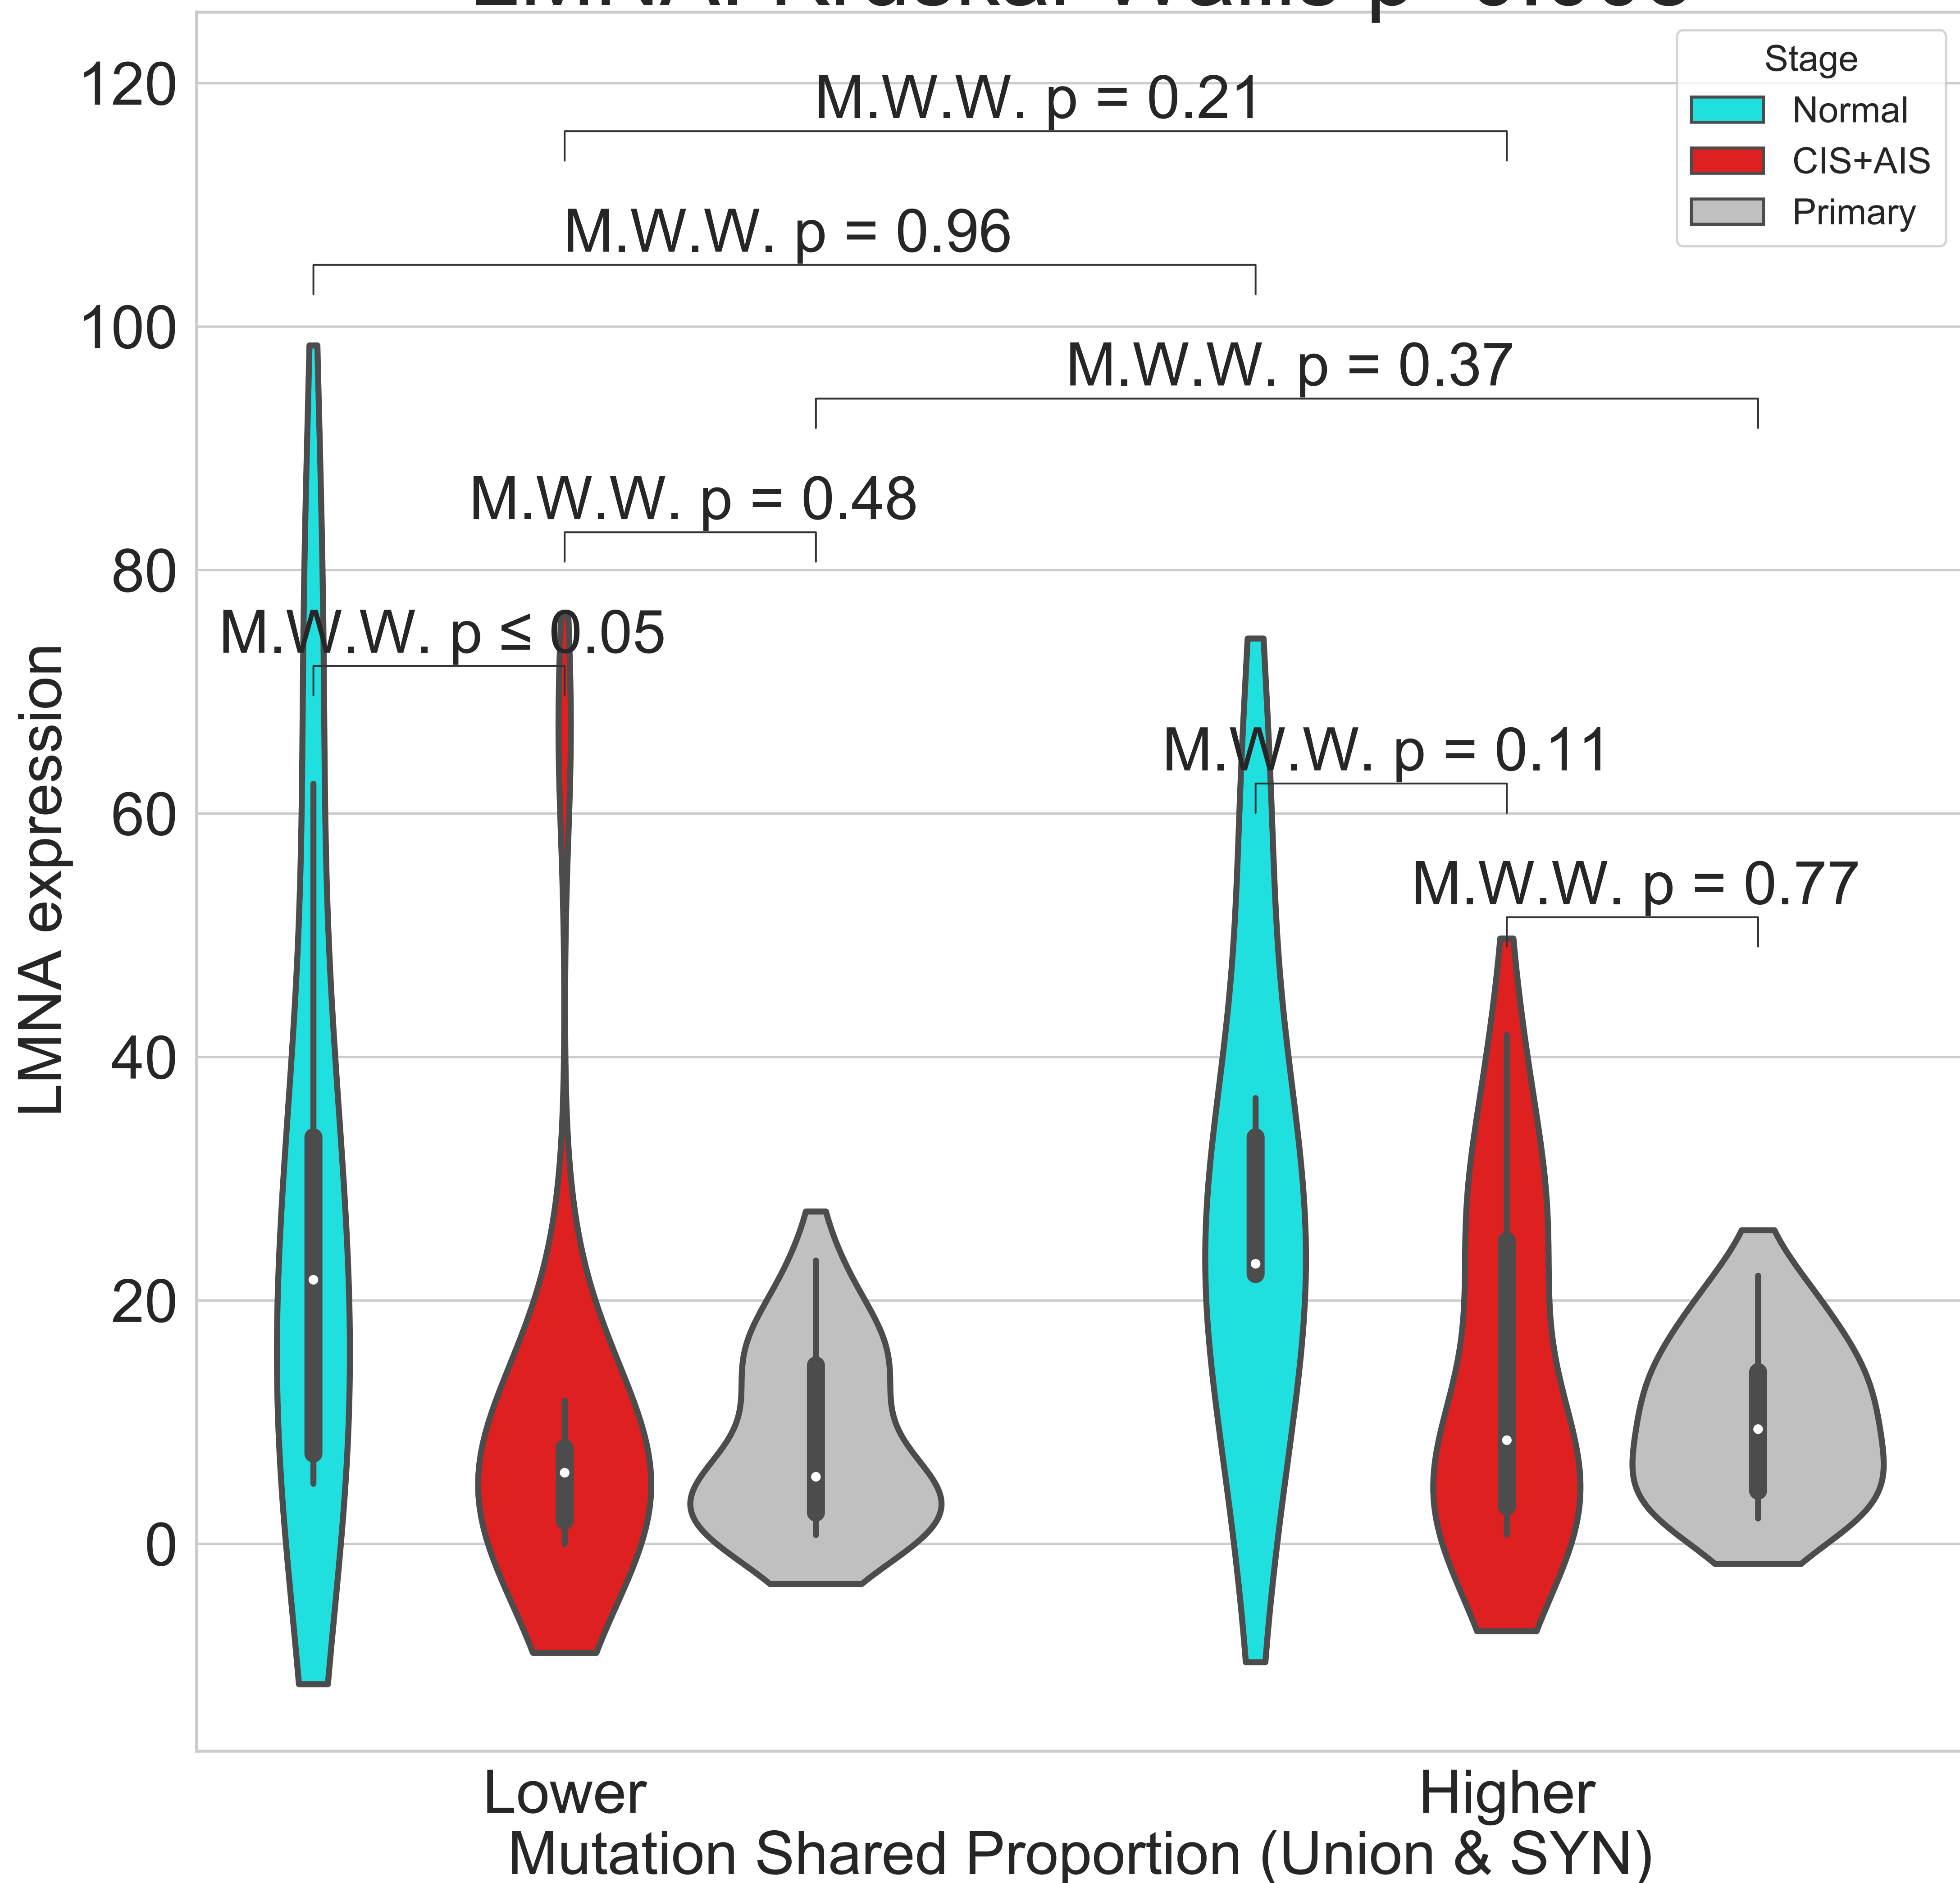 120
100
80
60
40
20
0
LMNA expression
M.W.W. p = 0.21
M.W.W. p = 0.96
M.W.W. p = 0.37
M.W.W. p = 0.48
M.W.W. p ≤ 0.05
M.W.W. p = 0.11
M.W.W. p = 0.77
Stage
Normal
CIS+AIS
Primary
Lower
Higher
Mutation Shared Proportion (Union & SYN)